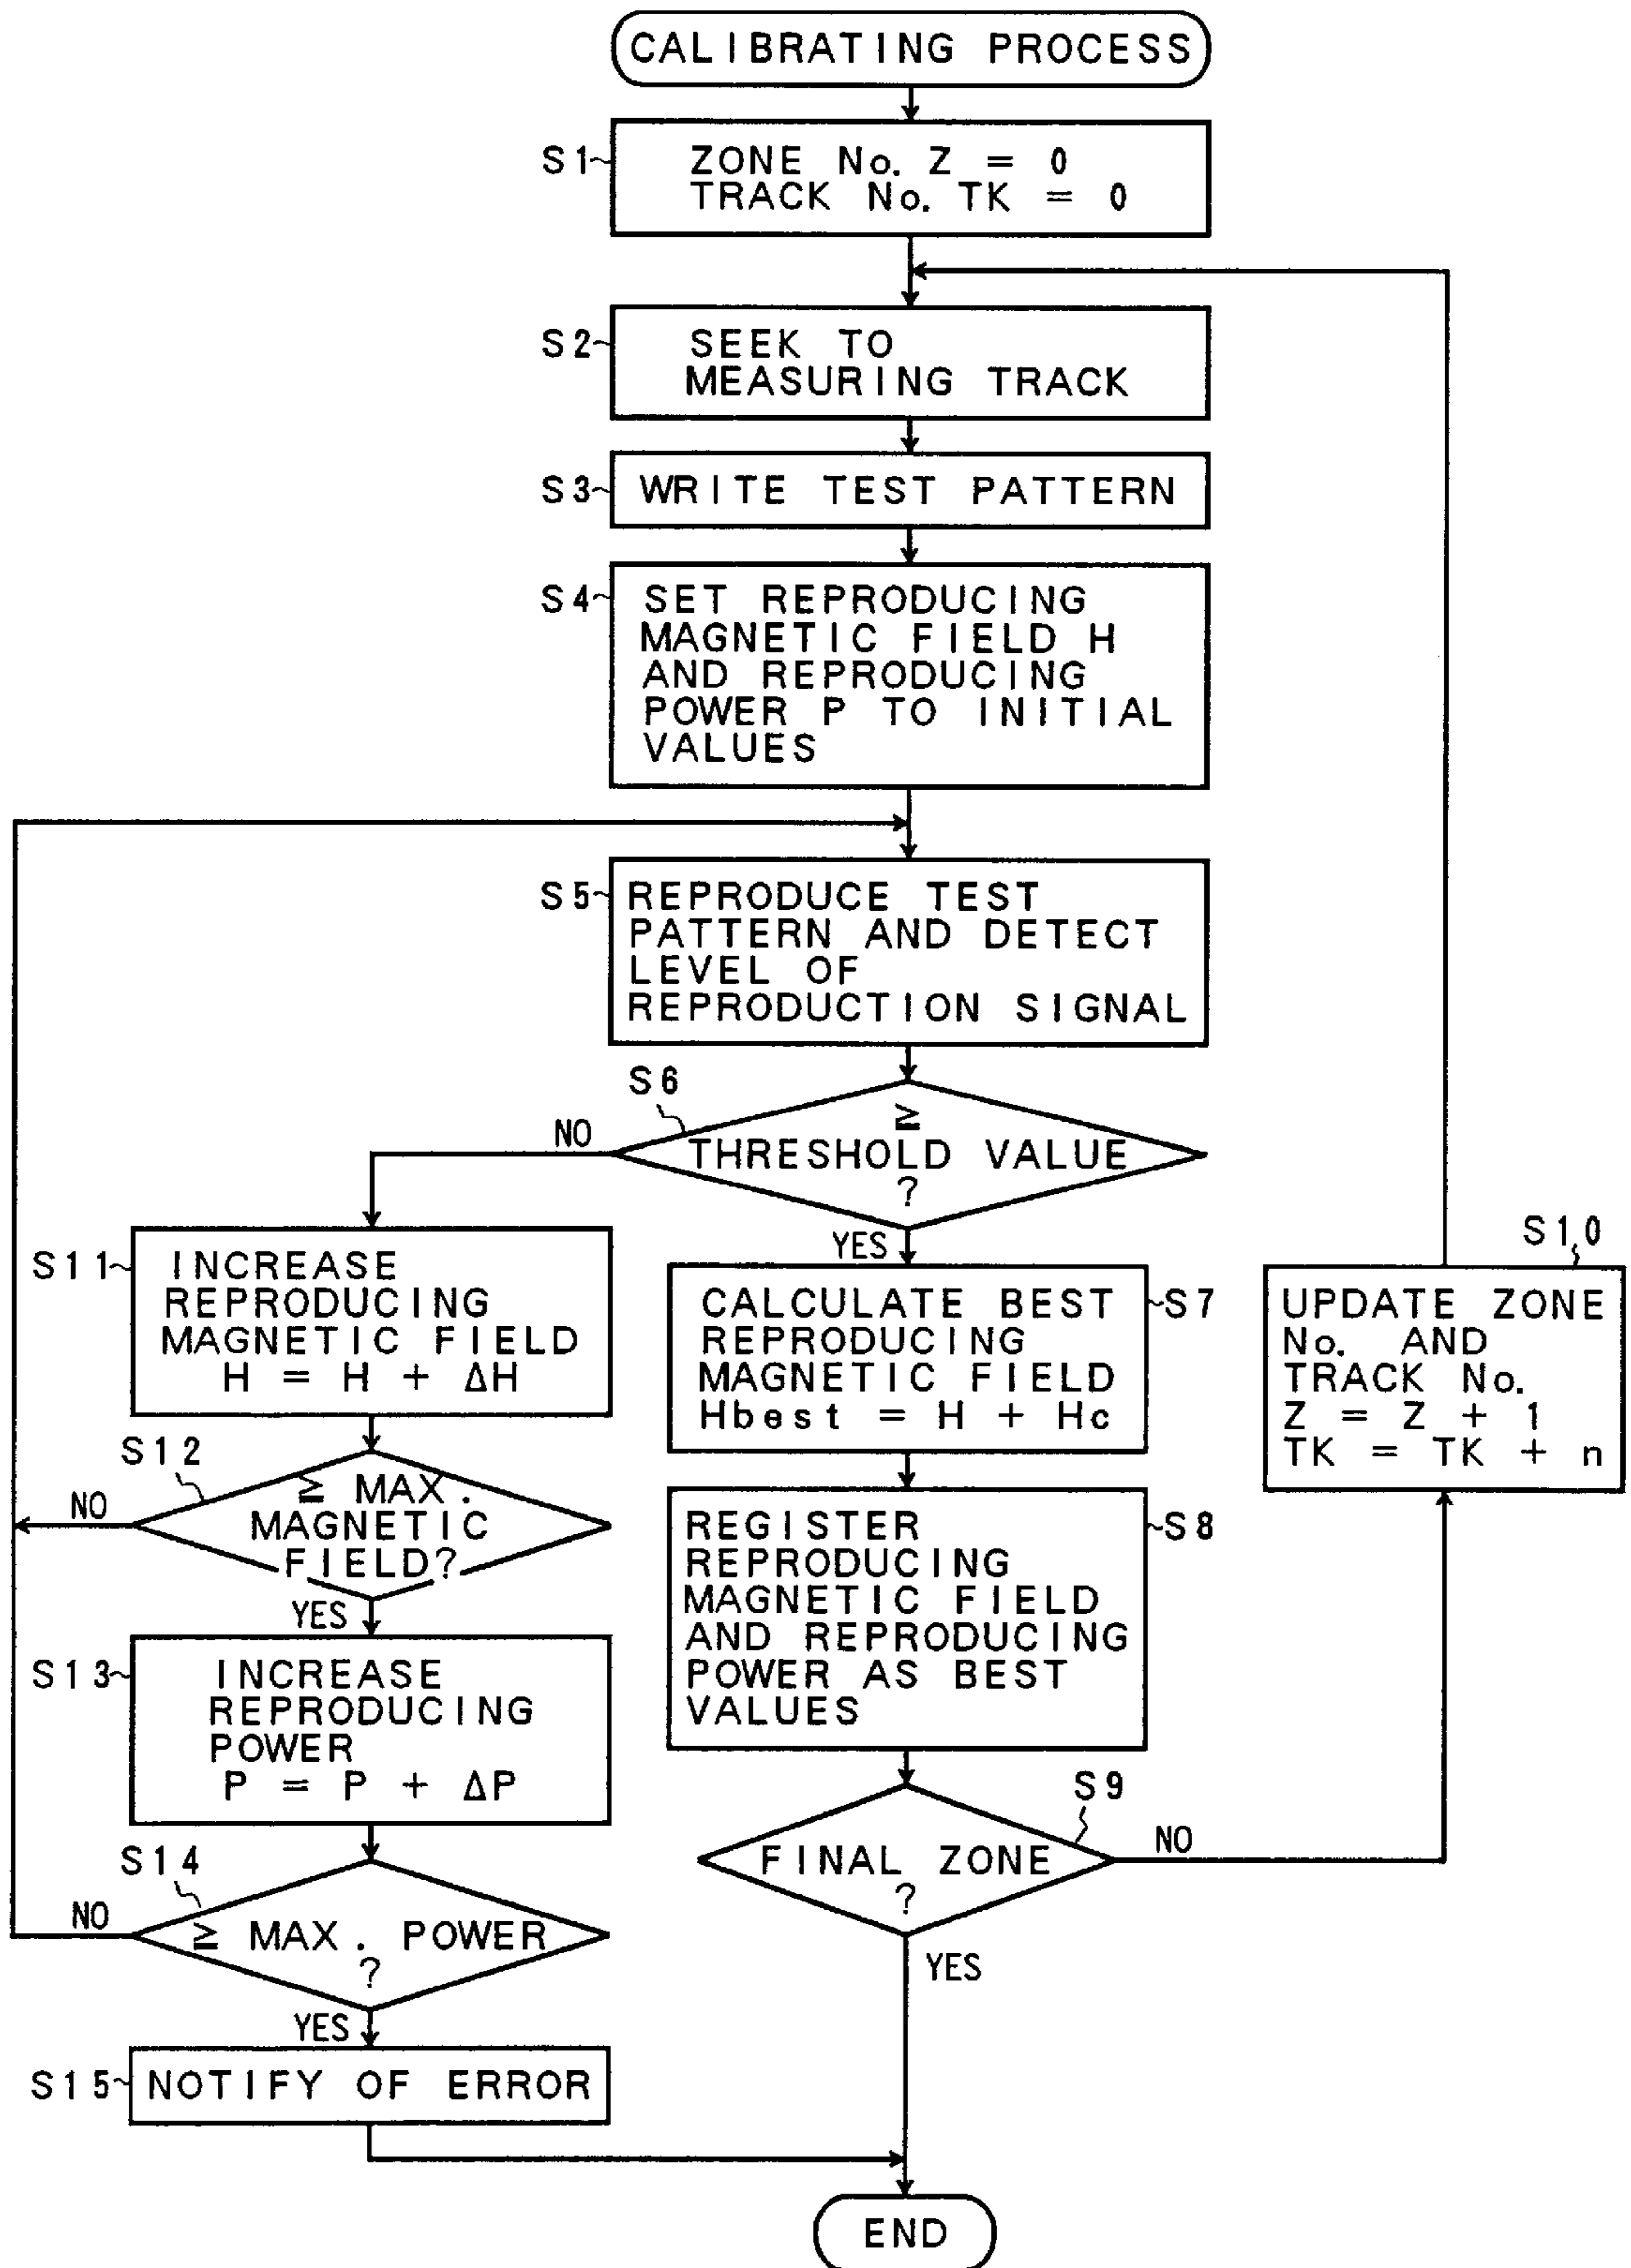 CALIBRATING PROCESS
S1
ZONE No. Z = 0
TRACK No. TK = 0
S2
SEEK TO
MEASURING TRACK
S3
WRITE TEST PATTERN
S4
SET REPRODUCING
MAGNETIC FIELD H
AND REPRODUCING
POWER P TO INITIAL
VALUES
S5
REPRODUCE TEST
PATTERN AND DETECT
LEVEL OF
REPRODUCTION SIGNAL
S6
≧
THRESHOLD VALUE
?
NO
YES
S11
INCREASE
REPRODUCING
MAGNETIC FIELD
H = H + ΔH
S7
CALCULATE BEST
REPRODUCING
MAGNETIC FIELD
Hbest = H + Hc
S10
UPDATE ZONE
No. AND
TRACK No.
Z = Z + 1
TK = TK + n
S12
≧ MAX.
MAGNETIC
FIELD?
NO
YES
S8
REGISTER
REPRODUCING
MAGNETIC FIELD
AND REPRODUCING
POWER AS BEST
VALUES
S13
INCREASE
REPRODUCING
POWER
P = P + ΔP
S9
FINAL ZONE
?
NO
YES
S14
≧ MAX. POWER
?
NO
YES
S15
NOTIFY OF ERROR
END